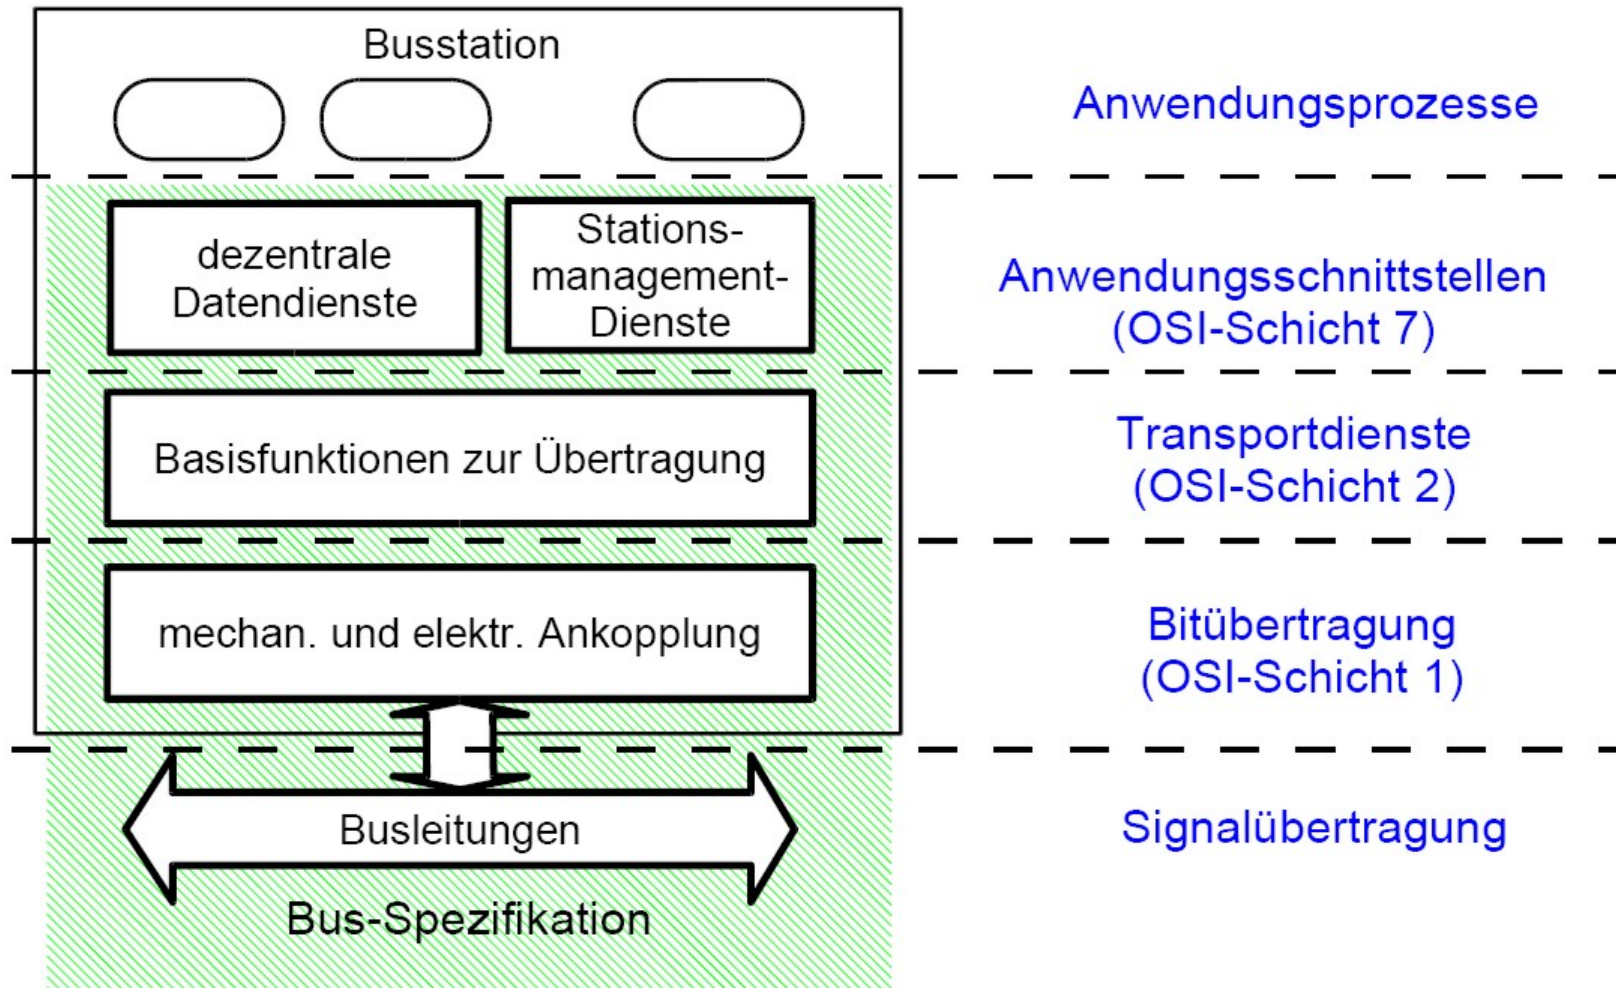 Busstation
Anwendungsprozesse
dezentrale
Datendienste
Stations-
management-
Dienste
Anwendungsschnittstellen
(OSI-Schicht 7)
Basisfunktionen zur Übertragung
Transportdienste
(OSI-Schicht 2)
mechan. und elektr. Ankopplung
Bitübertragung
(OSI-Schicht 1)
Busleitungen
Signalübertragung
Bus-Spezifikation